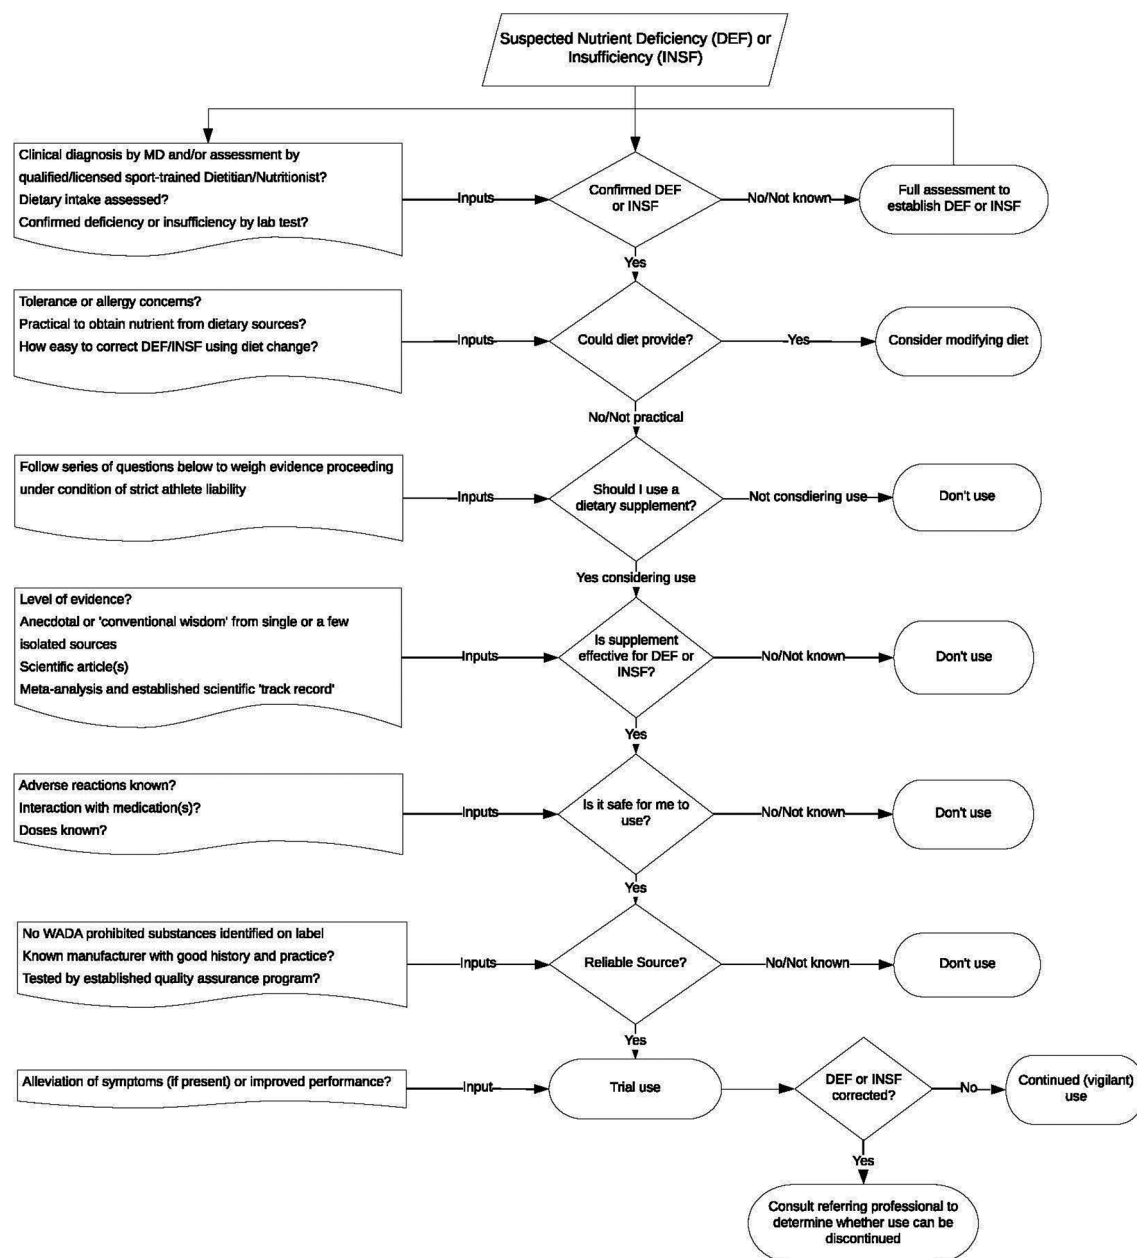 Suspected Nutrient Deficiency (DEF) or
Insufficiency (INSF)
Clinical diagnosis by MD and/or assessment by
qualified/licensed sport-trained Dietitian/Nutritionist?
Dietary intake assessed?
Confirmed deficiency or insufficiency by lab test?
Inputs
Confirmed DEF
or INSF
No/Not known
Full assessment to
establish DEF or INSF
Yes
Tolerance or allergy concerns?
Practical to obtain nutrient from dietary sources?
How easy to correct DEF/INSF using diet change?
Inputs
Could diet provide?
Yes
Consider modifying diet
No/Not practical
Follow series of questions below to weigh evidence proceeding
under condition of strict athlete liability
Inputs
Should I use a
dietary supplement?
Not consdiering use
Don't use
Yes considering use
Level of evidence?
Anecdotal or 'conventional wisdom' from single or a few
isolated sources
Scientific article(s)
Meta-analysis and established scientific 'track record'
Inputs
Is supplement
effective for DEF or
INSF?
No/Not known
Don't use
Yes
Adverse reactions known?
Interaction with medication(s)?
Doses known?
Inputs
Is it safe for me to
use?
No/Not known
Don't use
Yes
No WADA prohibited substances identified on label
Known manufacturer with good history and practice?
Tested by established quality assurance program?
Inputs
Reliable Source?
No/Not known
Don't use
Yes
Alleviation of symptoms (if present) or improved performance?
Input
Trial use
DEF or INSF
corrected?
No
Continued (vigilant)
use
Yes
Consult referring professional to
determine whether use can be
discontinued